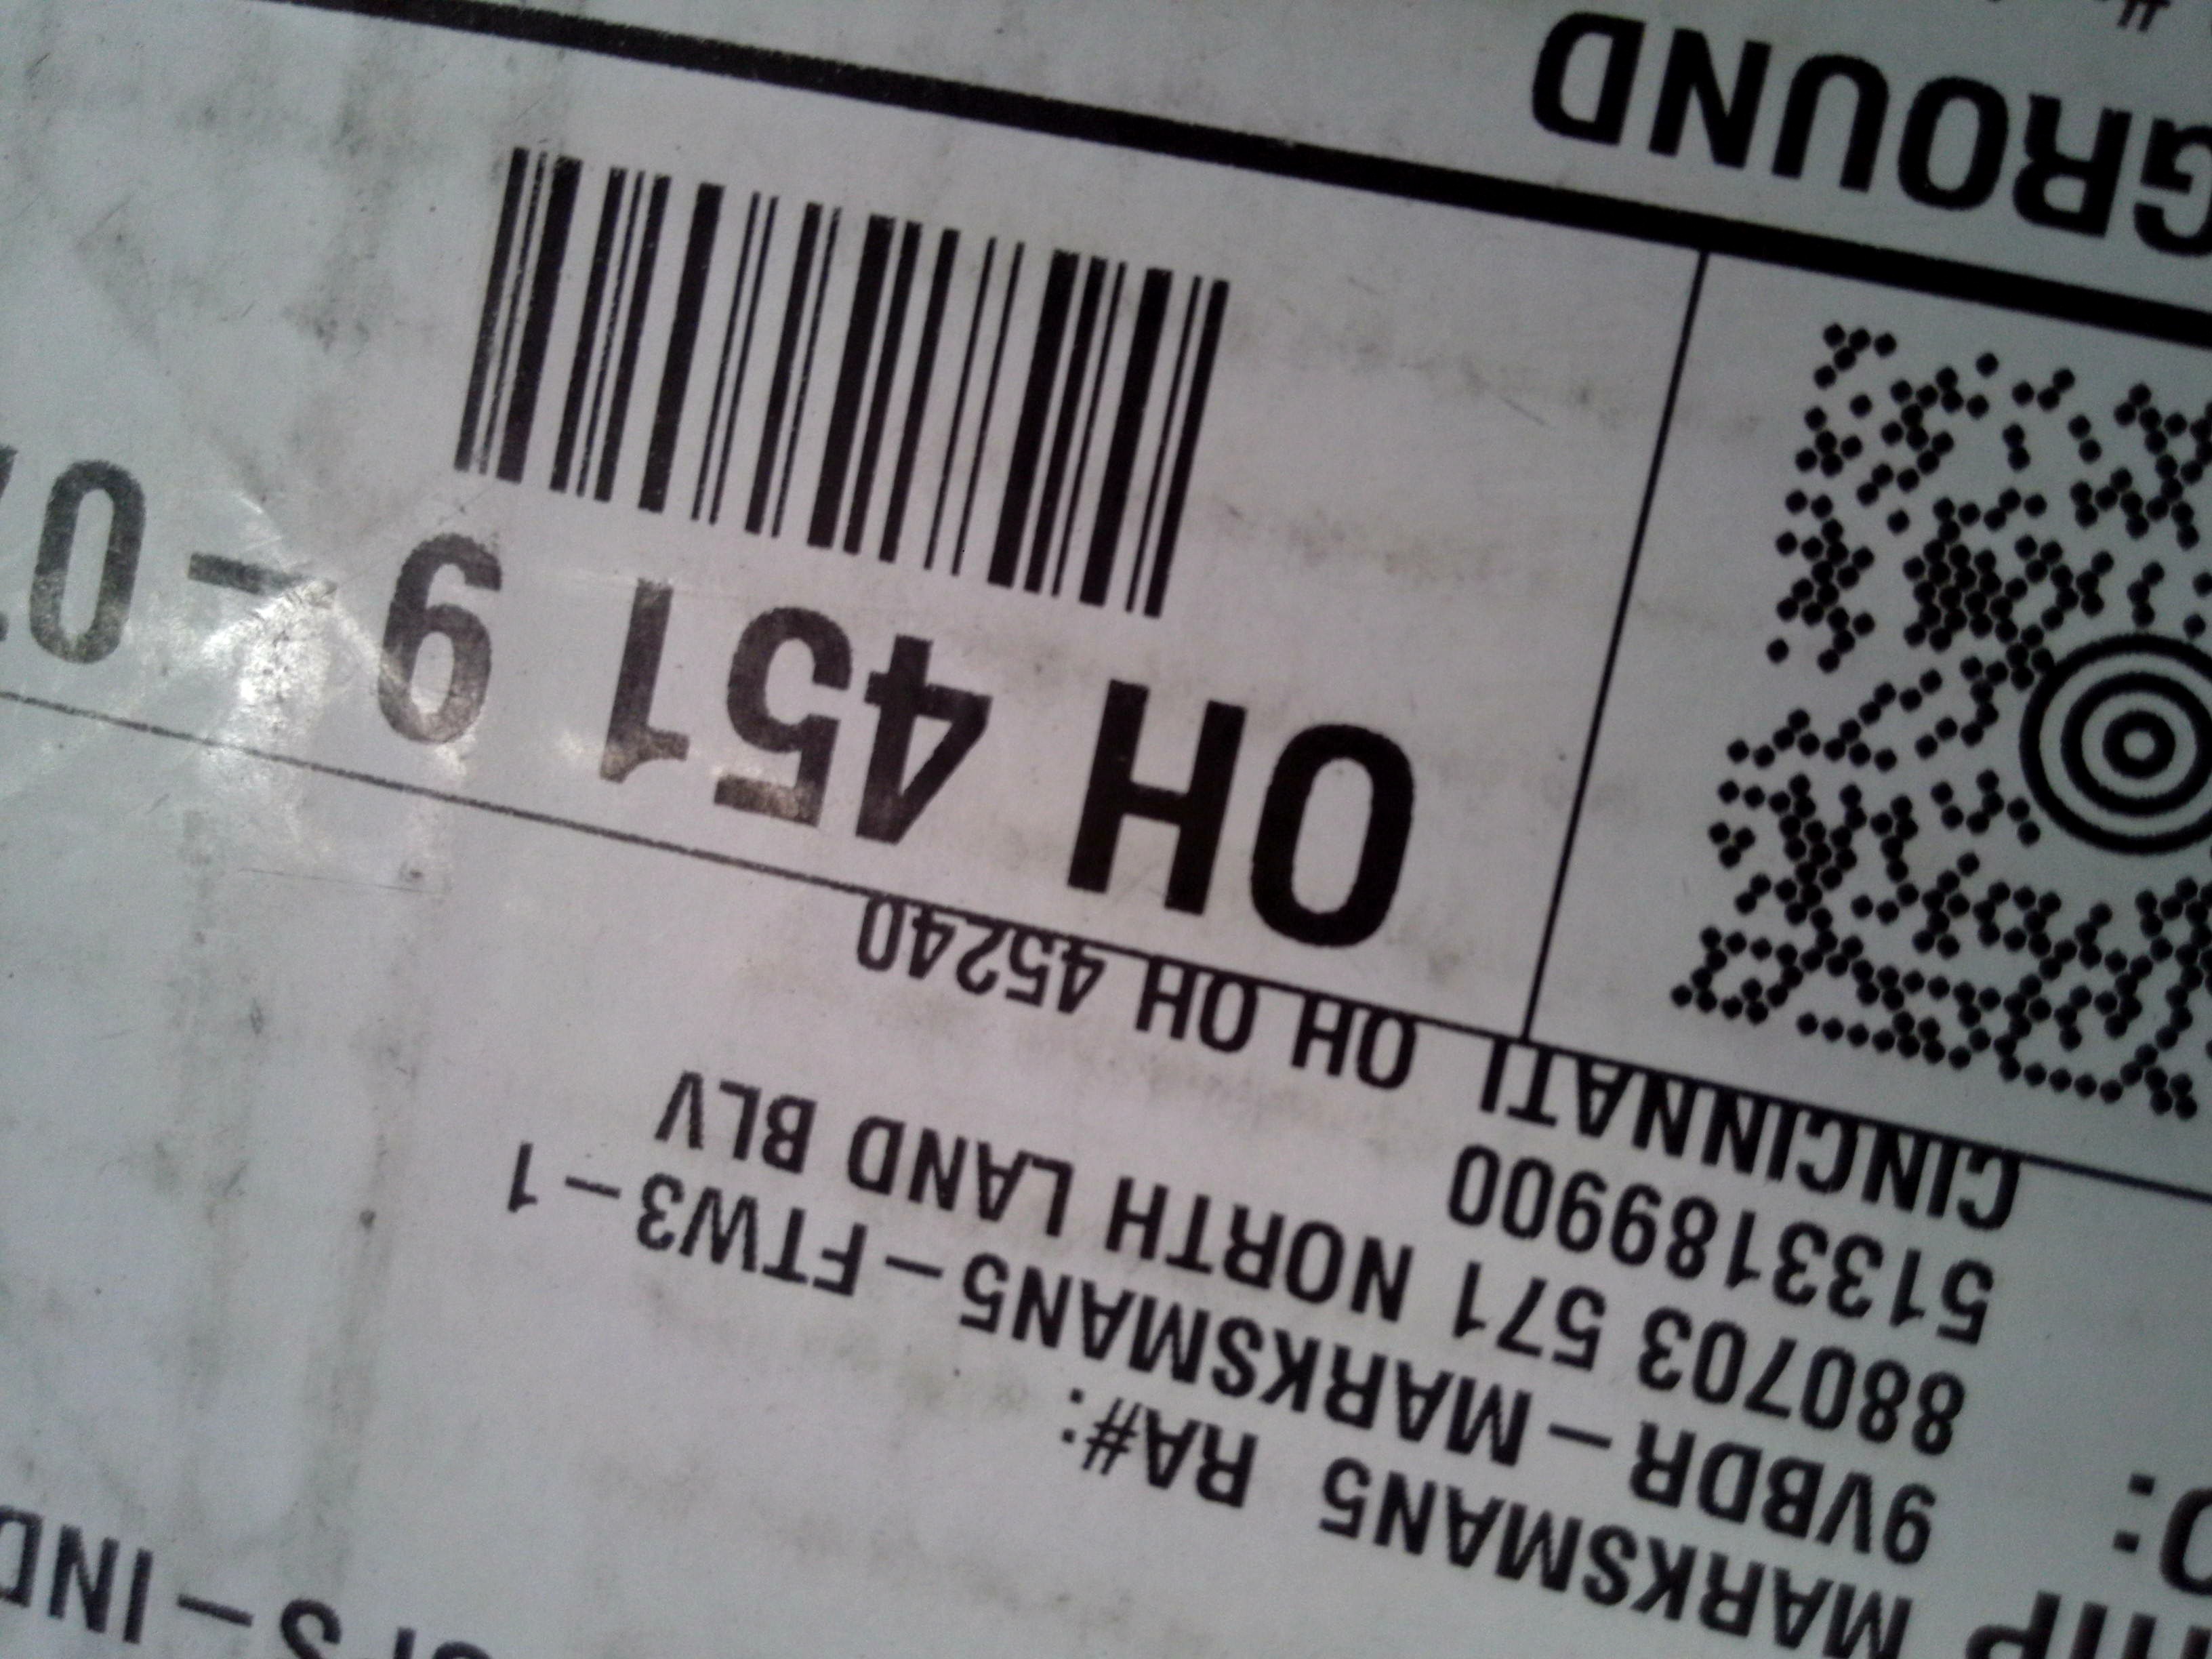 MARKSMAN5 RA#:
9VBDR – MARKSMAN5 – FTW3 – 1
880703 571 NORTH LAND BLV
5133189900
CINCINNATI OH OH 45240
OH 451 9 – 0
GROUND